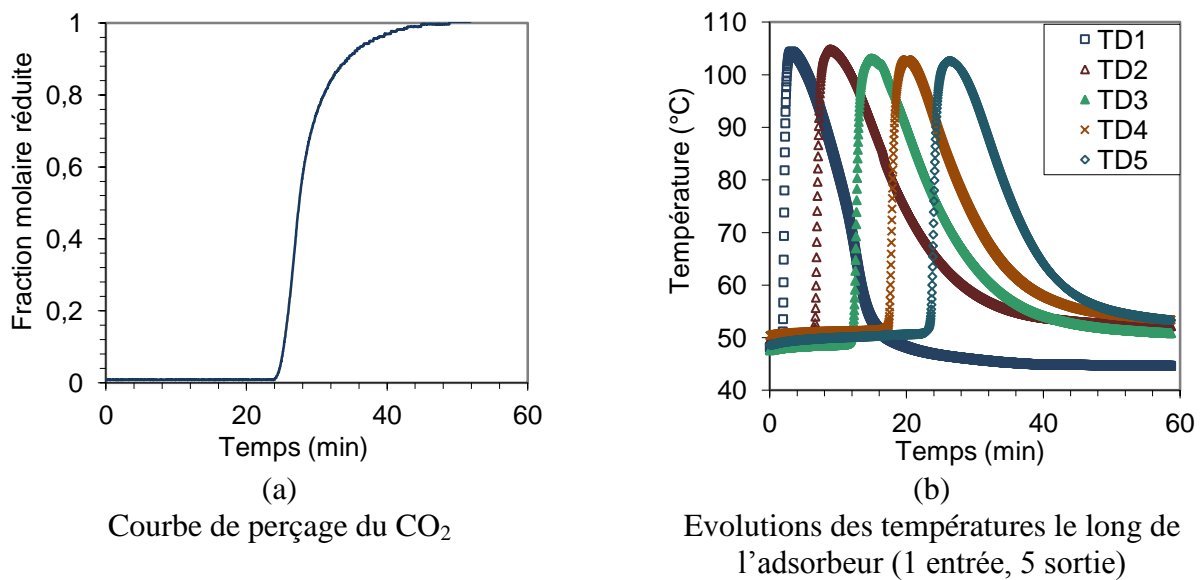 1
0,8
0,6
0,4
0,2
0
0 20 40 60
Fraction molaire réduite
Temps (min)
(a)
Courbe de perçage du CO₂
110
100
90
80
70
60
50
40
0 20 40 60
Température (°C)
Temps (min)
TD1
TD2
TD3
TD4
TD5
(b)
Evolutions des températures le long de
l’adsorbeur (1 entrée, 5 sortie)